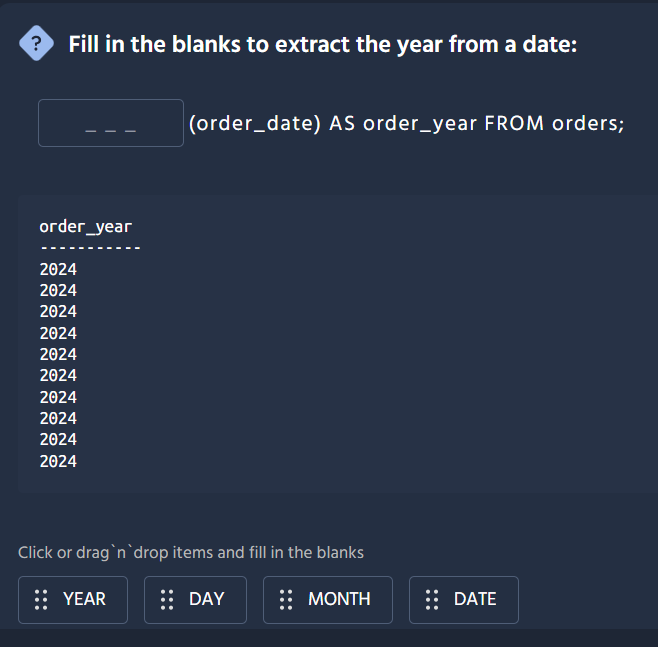 ?
Fill in the blanks to extract the year from a date:
_ _ _ (order_date) AS order_year FROM orders;
order_year
-----------
2024
2024
2024
2024
2024
2024
2024
2024
2024
2024
Click or drag`n`drop items and fill in the blanks
YEAR DAY MONTH DATE